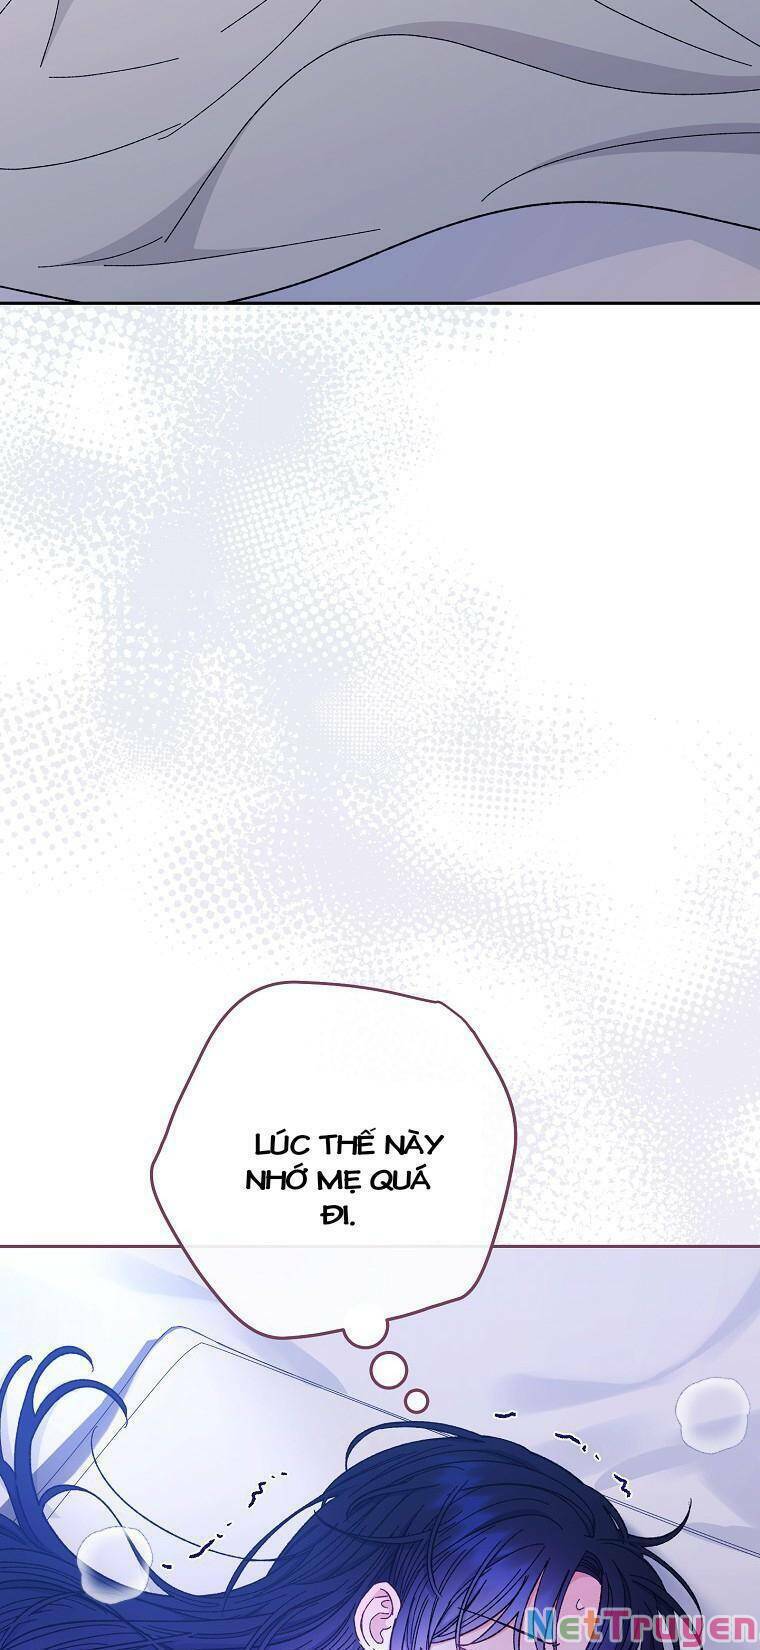 LÚC THẾ NÀY
NHỚ MẸ QUÁ
ĐI.
NetTruyen